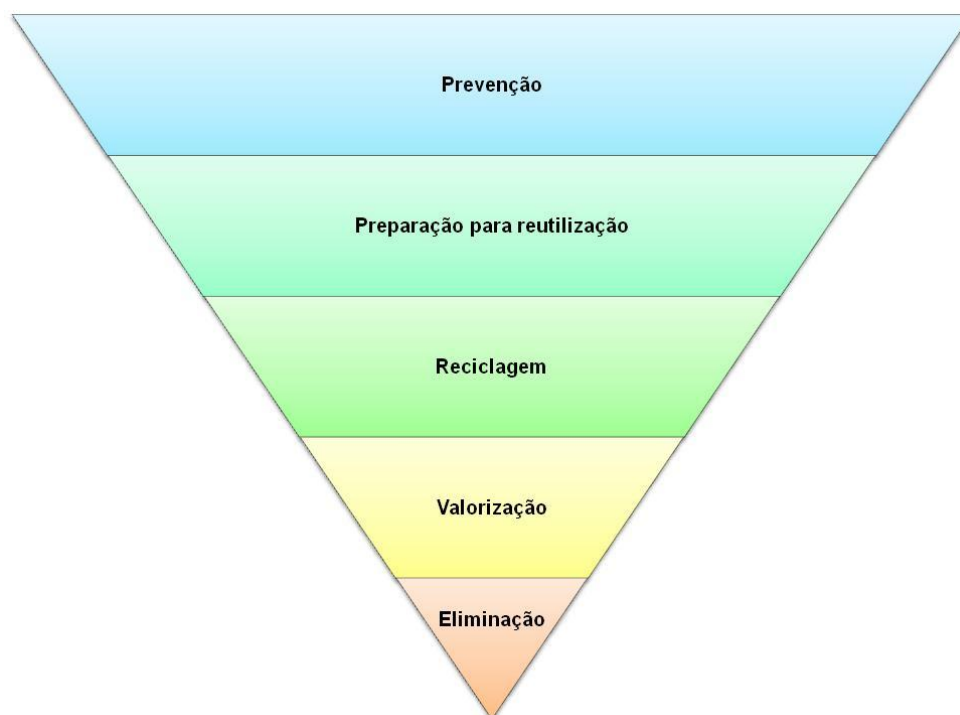 Prevenção
Preparação para reutilização
Reciclagem
Valorização
Eliminação